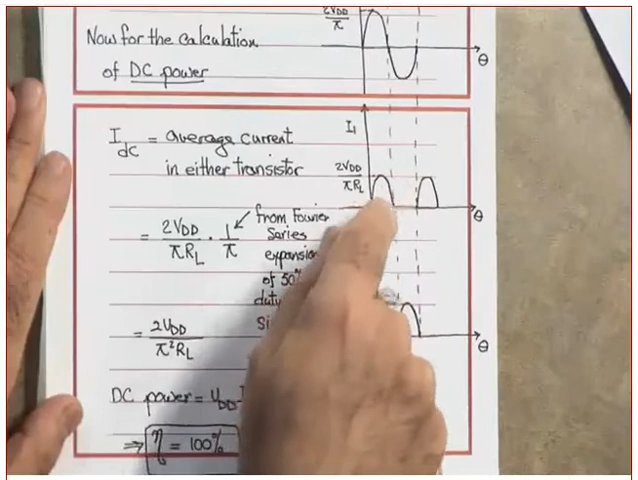 2VDD/π
Now for the calculation
of DC power
θ
I dc = average current
in either transistor
I1
2VDD/πRL
θ
= 2VDD/πRL · 1/π
from Fourier
Series
expansion
of 50%
duty
= 2VDD/π²RL
θ
DC power = VDD I
⇒ η = 100%